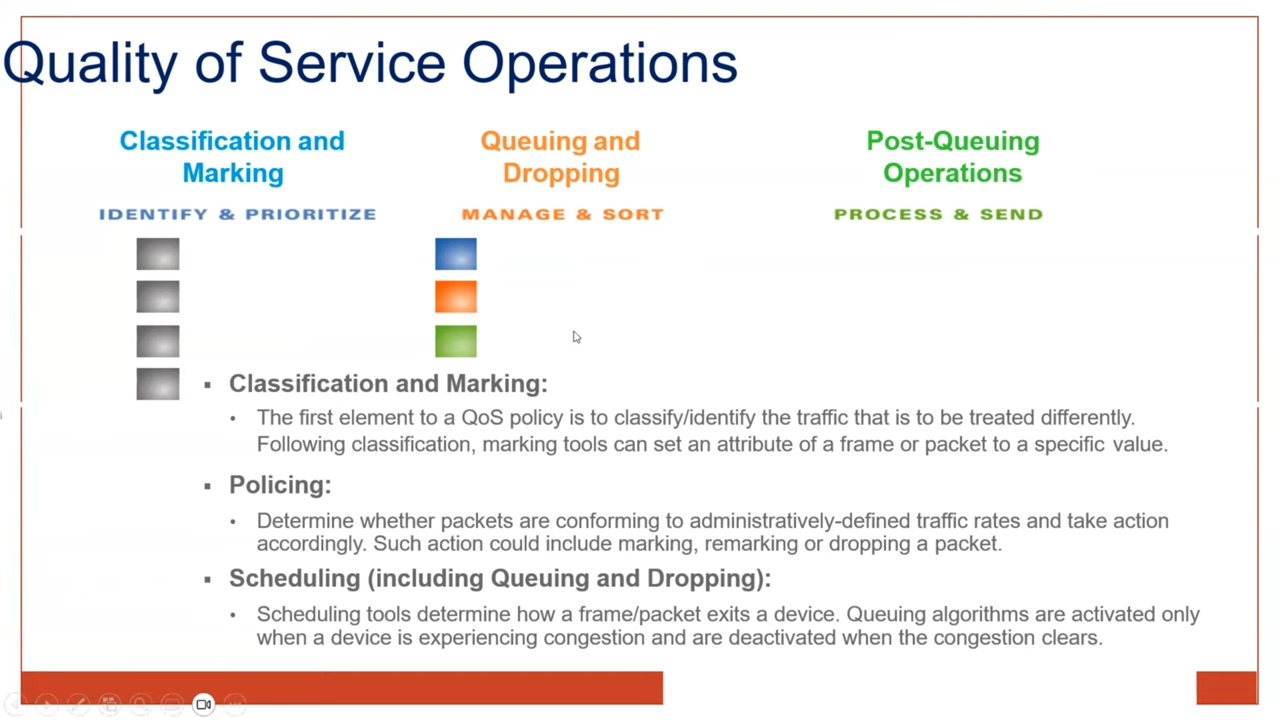 Quality of Service Operations
Classification and
Marking
IDENTIFY & PRIORITIZE
Queuing and
Dropping
MANAGE & SORT
Post-Queuing
Operations
PROCESS & SEND
▪ Classification and Marking:
• The first element to a QoS policy is to classify/identify the traffic that is to be treated differently.
Following classification, marking tools can set an attribute of a frame or packet to a specific value.
▪ Policing:
• Determine whether packets are conforming to administratively-defined traffic rates and take action
accordingly. Such action could include marking, remarking or dropping a packet.
▪ Scheduling (including Queuing and Dropping):
• Scheduling tools determine how a frame/packet exits a device. Queuing algorithms are activated only
when a device is experiencing congestion and are deactivated when the congestion clears.